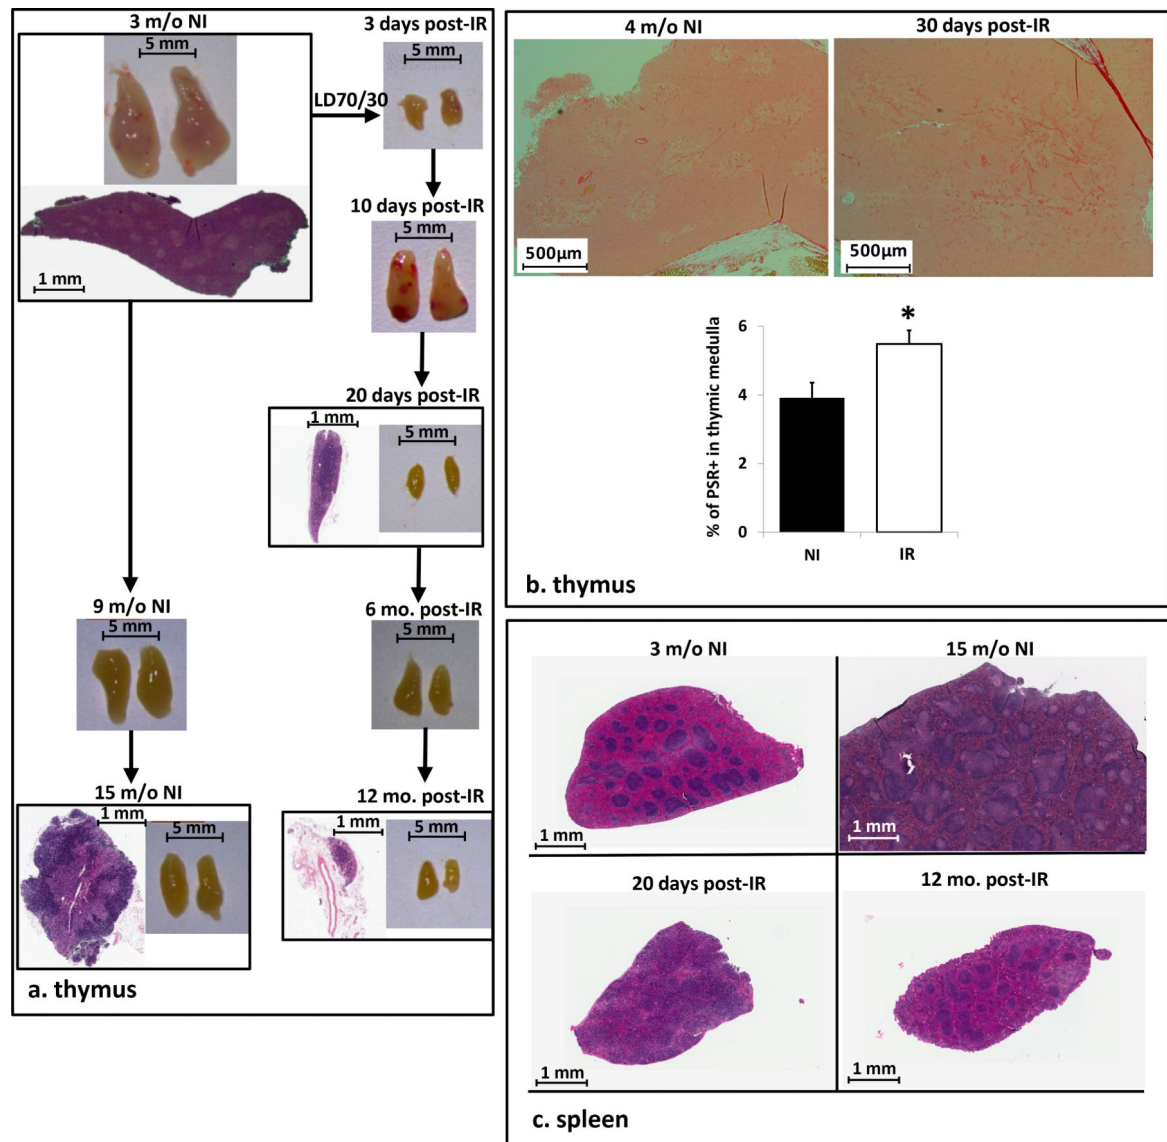 3 m/o NI
5 mm
1 mm
LD70/30
3 days post-IR
5 mm
10 days post-IR
5 mm
20 days post-IR
1 mm
5 mm
9 m/o NI
5 mm
6 mo. post-IR
5 mm
15 m/o NI
1 mm
5 mm
12 mo. post-IR
1 mm
5 mm
a. thymus
4 m/o NI
30 days post-IR
500µm
500µm
% of PSR+ in thymic medulla
6
4
2
0
*
NI
IR
b. thymus
3 m/o NI
15 m/o NI
1 mm
1 mm
20 days post-IR
12 mo. post-IR
1 mm
1 mm
c. spleen